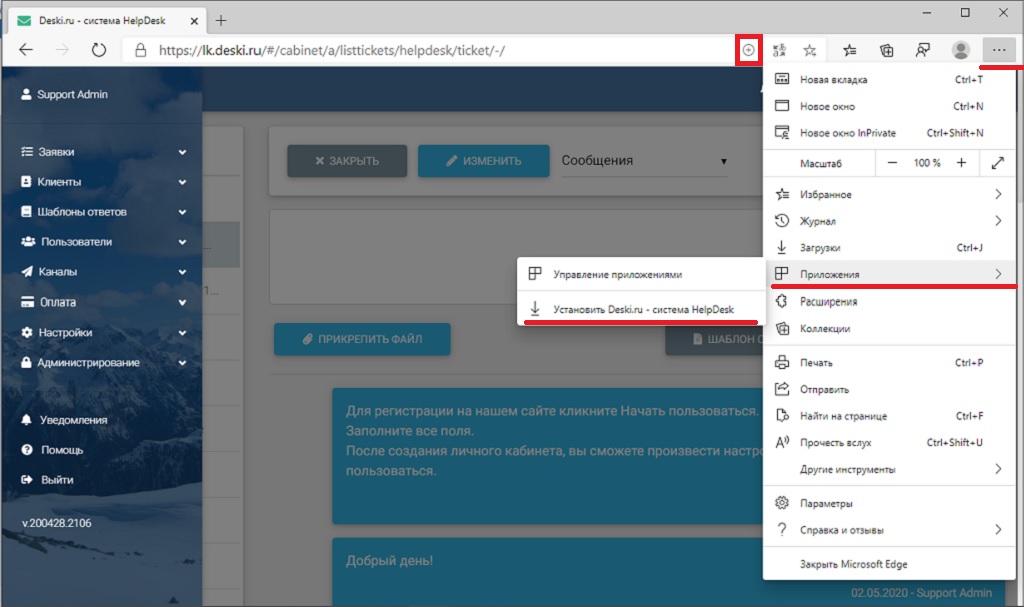 Deski.ru - система HelpDesk
https://lk.deski.ru/#/cabinet/a/listtickets/helpdesk/ticket/-/
Support Admin
Заявки
Клиенты
Шаблоны ответов
Пользователи
Каналы
Оплата
Настройки
Администрирование
Уведомления
Помощь
Выйти
v.200428.2106
ЗАКРЫТЬ
ИЗМЕНИТЬ
Сообщения
ПРИКРЕПИТЬ ФАЙЛ
ШАБЛОН
Для регистрации на нашем сайте кликните Начать пользоваться.
Заполните все поля.
После создания личного кабинета, вы сможете произвести настро
пользоваться.
Добрый день!
02.05.2020 - Support Admin
Управление приложениями
Установить Deski.ru - система HelpDesk
Новая вкладка Ctrl+T
Новое окно Ctrl+N
Новое окно InPrivate Ctrl+Shift+N
Масштаб — 100 % +
Избранное
Журнал
Загрузки Ctrl+J
Приложения
Расширения
Коллекции
Печать Ctrl+P
Отправить
Найти на странице Ctrl+F
Прочесть вслух Ctrl+Shift+U
Другие инструменты
Параметры
Справка и отзывы
Закрыть Microsoft Edge